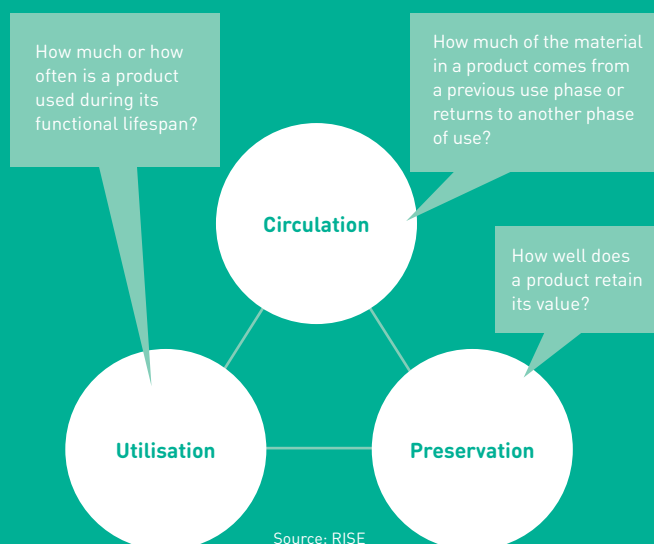 How much or how
often is a product
used during its
functional lifespan?
How much of the material
in a product comes from
a previous use phase or
returns to another phase
of use?
Circulation
How well does
a product retain
its value?
Utilisation
Preservation
Source: RISE